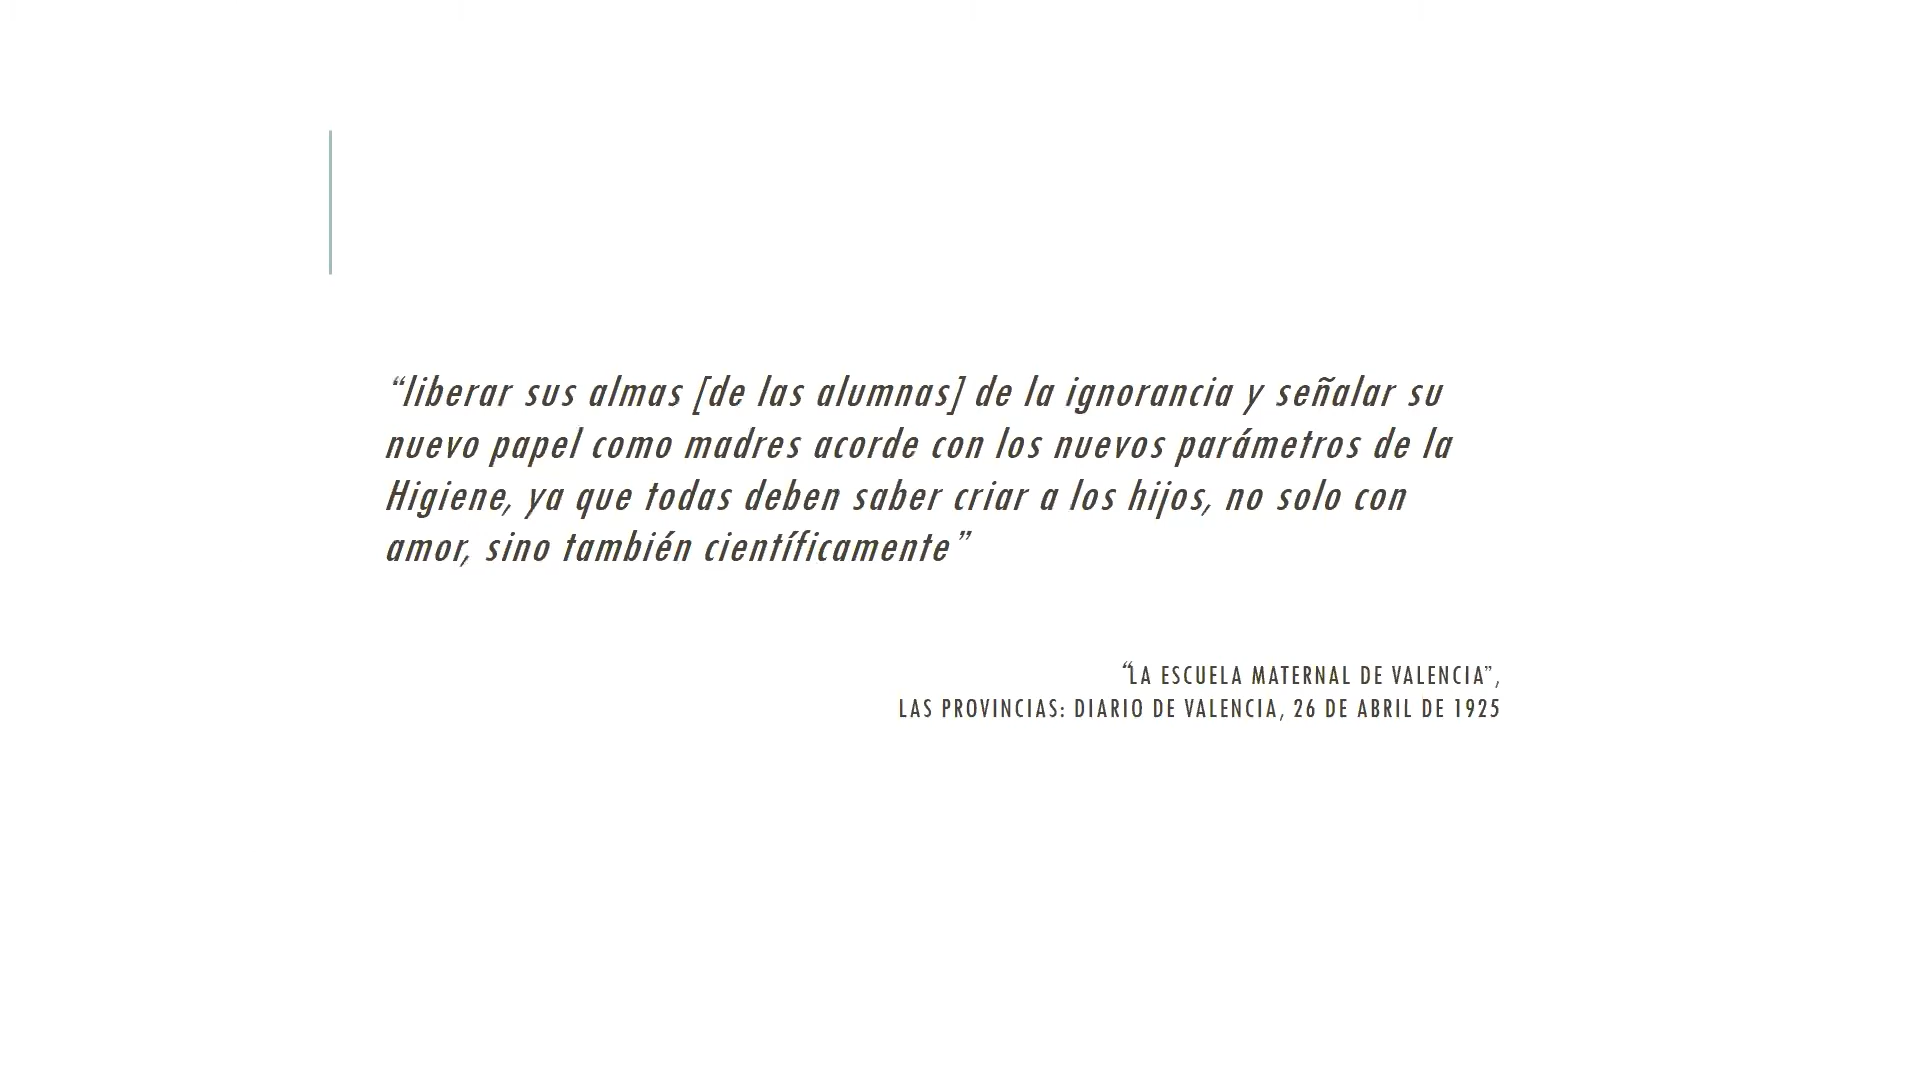 “liberar sus almas [de las alumnas] de la ignorancia y señalar su
nuevo papel como madres acorde con los nuevos parámetros de la
Higiene, ya que todas deben saber criar a los hijos, no solo con
amor, sino también científicamente”
“LA ESCUELA MATERNAL DE VALENCIA”,
LAS PROVINCIAS: DIARIO DE VALENCIA, 26 DE ABRIL DE 1925